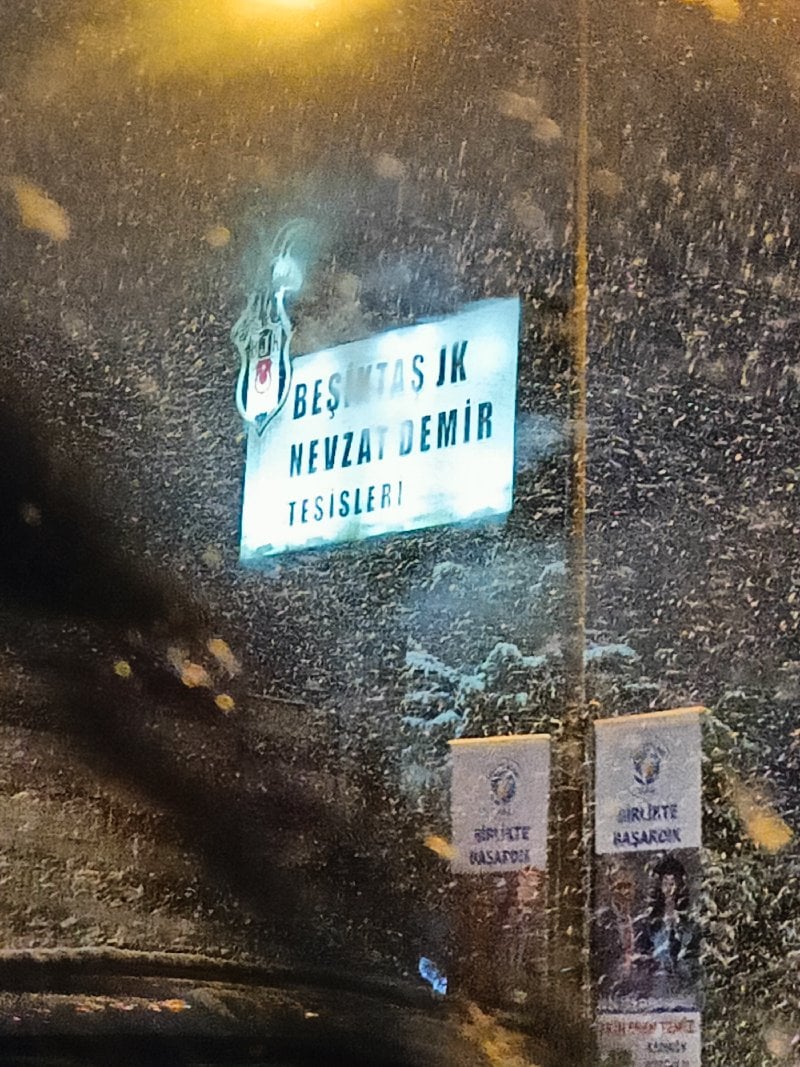 BEŞİKTAŞ JK
NEVZAT DEMİR
TESİSLERİ
BİRLİKTE
BAŞARDIK
BİRLİKTE
BAŞARDIK